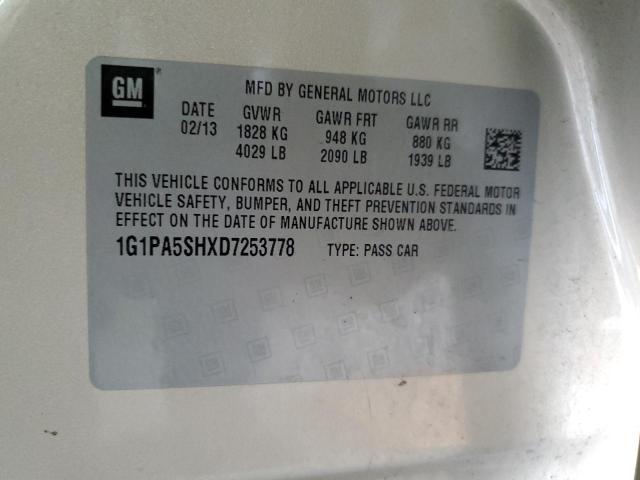 GM
MFD BY GENERAL MOTORS LLC
DATE GVWR GAWR FRT GAWR RR
02/13 1828 KG 948 KG 880 KG
4029 LB 2090 LB 1939 LB
THIS VEHICLE CONFORMS TO ALL APPLICABLE U.S. FEDERAL MOTOR
VEHICLE SAFETY, BUMPER, AND THEFT PREVENTION STANDARDS IN
EFFECT ON THE DATE OF MANUFACTURE SHOWN ABOVE.
1G1PA5SHXD7253778 TYPE: PASS CAR